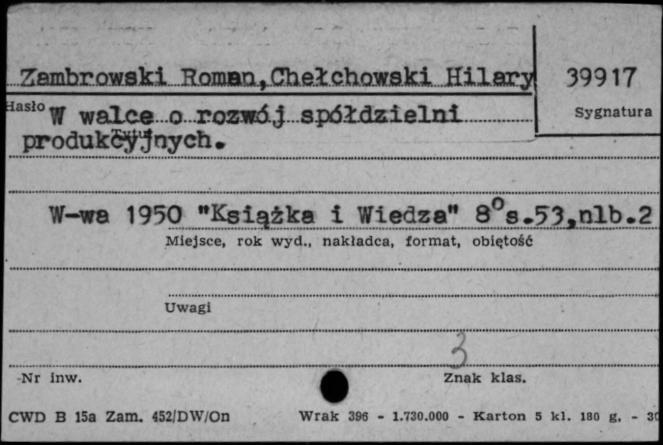 Zambrowski Roman,Chełchowski Hilary
39917
Hasło
Sygnatura
W walce o rozwój spółdzielni
produkcyjnych.
W-wa 1950 "Książka i Wiedza" 8° s.53,nlb.2
Miejsce, rok wyd., nakładca, format, objętość
Uwagi
3
Nr inw.
Znak klas.
CWD B 15a Zam. 452/DW/On Wrak 396 - 1.730.000 - Karton 5 kl. 180 g. -